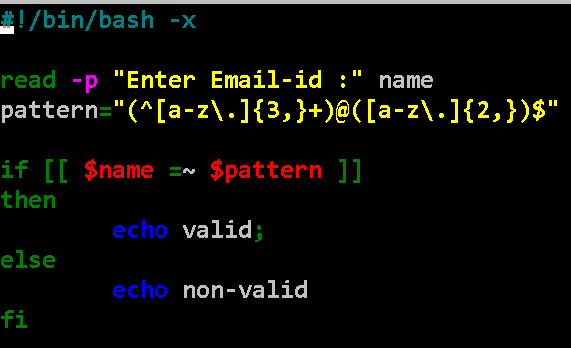 #!/bin/bash -x
read -p "Enter Email-id :" name
pattern="(^[a-z\.]{3,}+)@([a-z\.]{2,})$"
if [[ $name =~ $pattern ]]
then
echo valid;
else
echo non-valid
fi